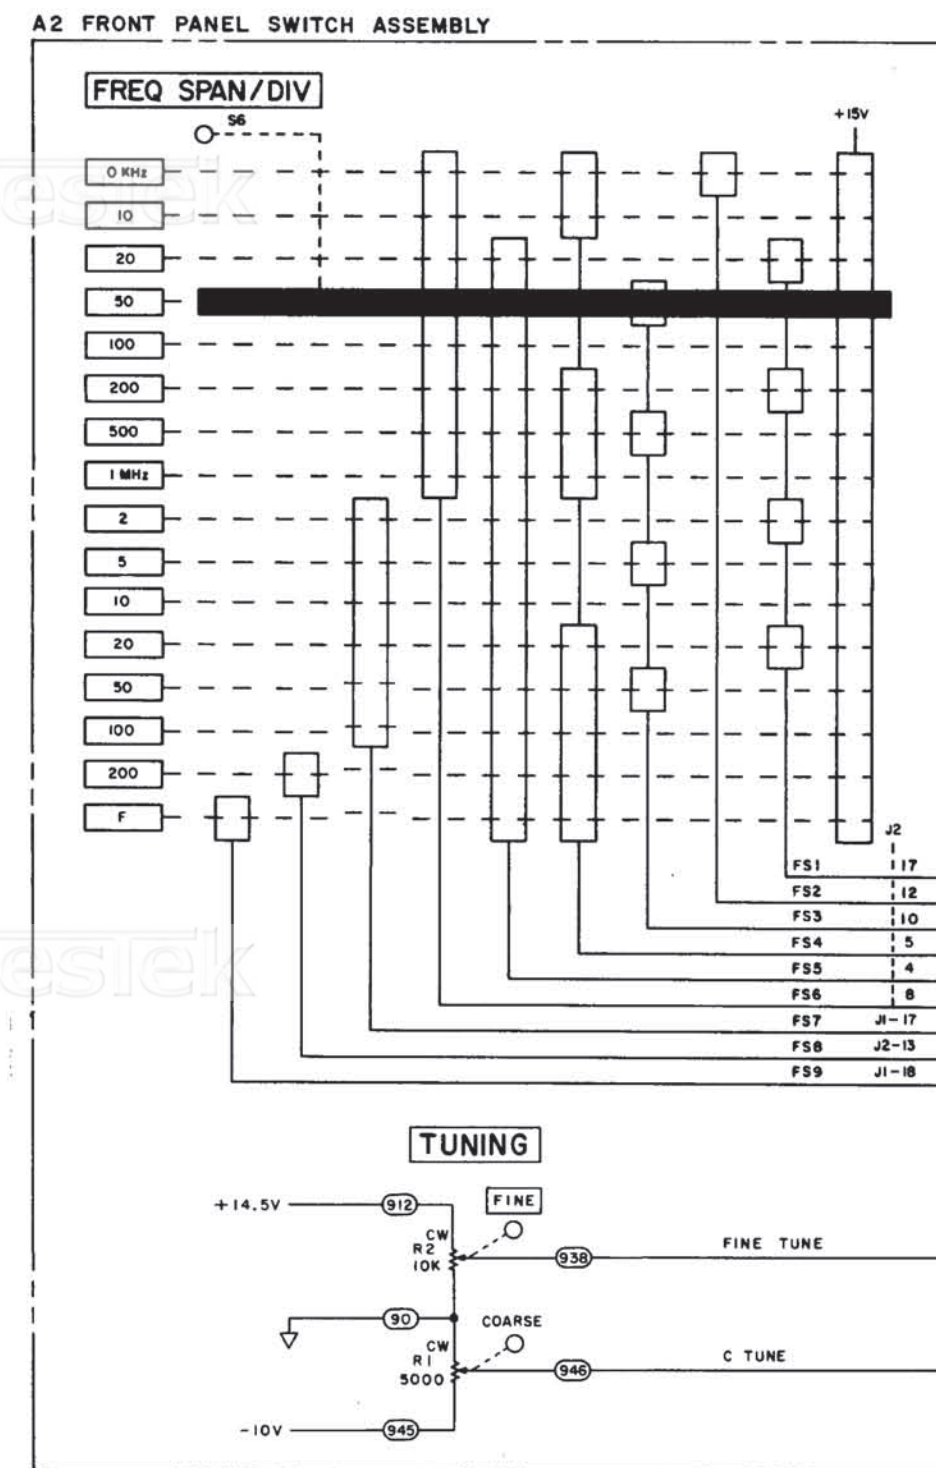 A2 FRONT PANEL SWITCH ASSEMBLY
FREQ SPAN/DIV
S6
+15V
0 KHz
10
20
50
100
200
500
1 MHz
2
5
10
20
50
100
200
F
J2
FS1 17
FS2 12
FS3 10
FS4 5
FS5 4
FS6 8
FS7 J1-17
FS8 J2-13
FS9 J1-18
TUNING
+14.5V 912 FINE
CW
R2
10K
938 FINE TUNE
90 COARSE
CW
R1
5000
946 C TUNE
-10V 945